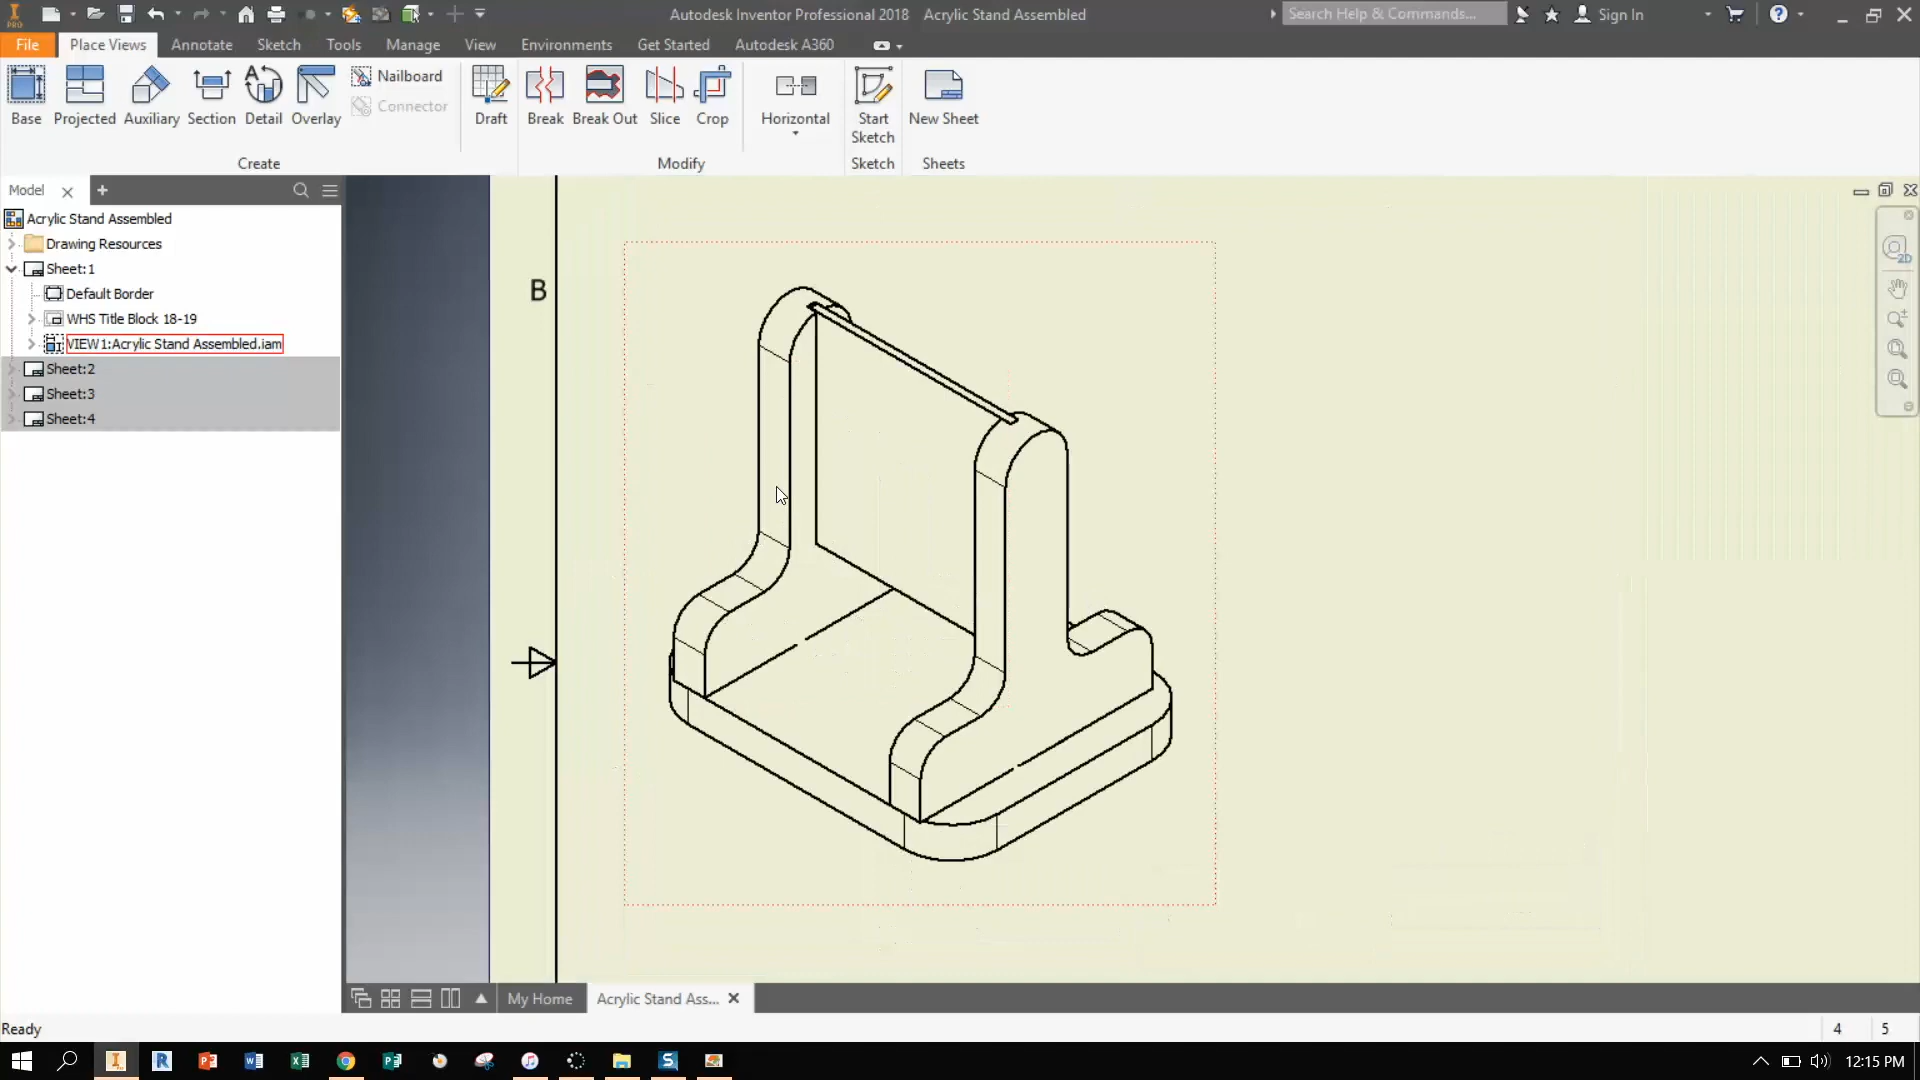 Autodesk Inventor Professional 2018 Acrylic Stand Assembled
Search Help & Commands...
Sign In
File
Place Views
Annotate
Sketch
Tools
Manage
View
Environments
Get Started
Autodesk A360
Base
Projected
Auxiliary
Section
Detail
Overlay
Nailboard
Connector
Draft
Break
Break Out
Slice
Crop
Horizontal
Start
Sketch
New Sheet
Create
Modify
Sketch
Sheets
Model
Acrylic Stand Assembled
Drawing Resources
Sheet:1
Default Border
WHS Title Block 18-19
VIEW1:Acrylic Stand Assembled.iam
Sheet:2
Sheet:3
Sheet:4
B
2D
My Home
Acrylic Stand Ass...
Ready
4
5
12:15 PM